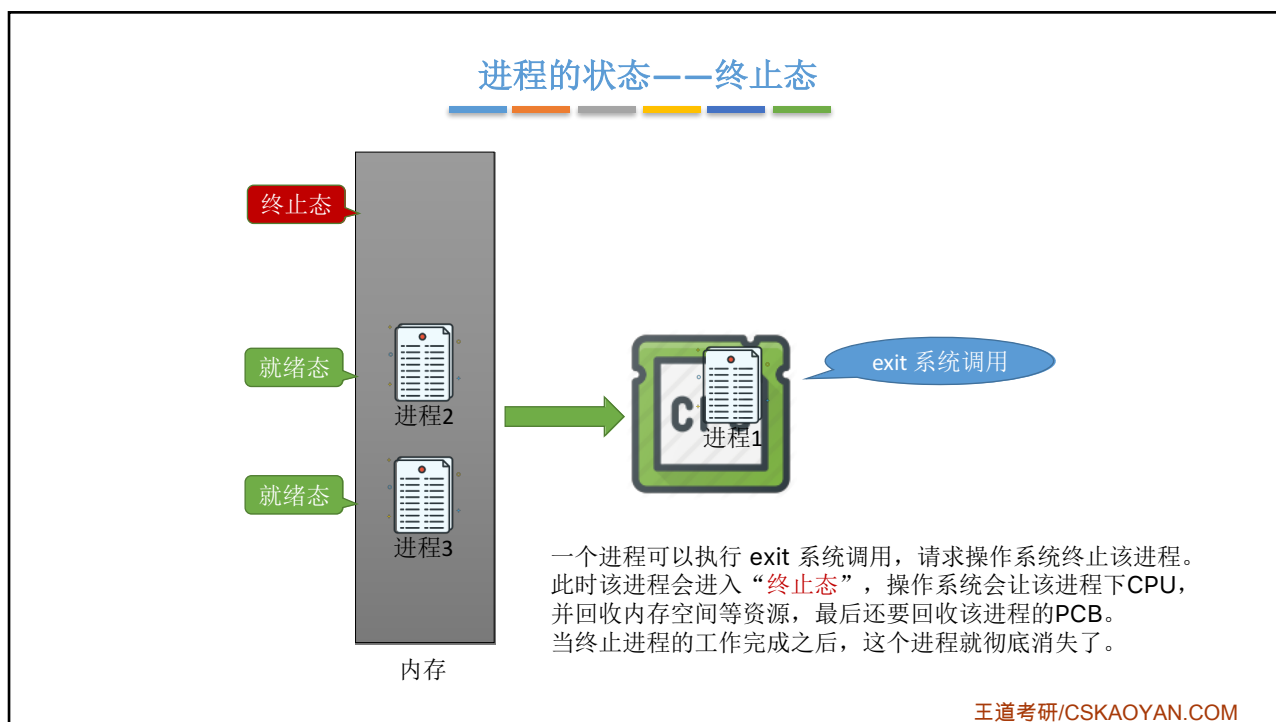 进程的状态——终止态
终止态
就绪态
进程2
就绪态
进程3
内存
进程1
exit 系统调用
一个进程可以执行 exit 系统调用，请求操作系统终止该进程。
此时该进程会进入“终止态”，操作系统会让该进程下CPU，
并回收内存空间等资源，最后还要回收该进程的PCB。
当终止进程的工作完成之后，这个进程就彻底消失了。
王道考研/CSKAOYAN.COM